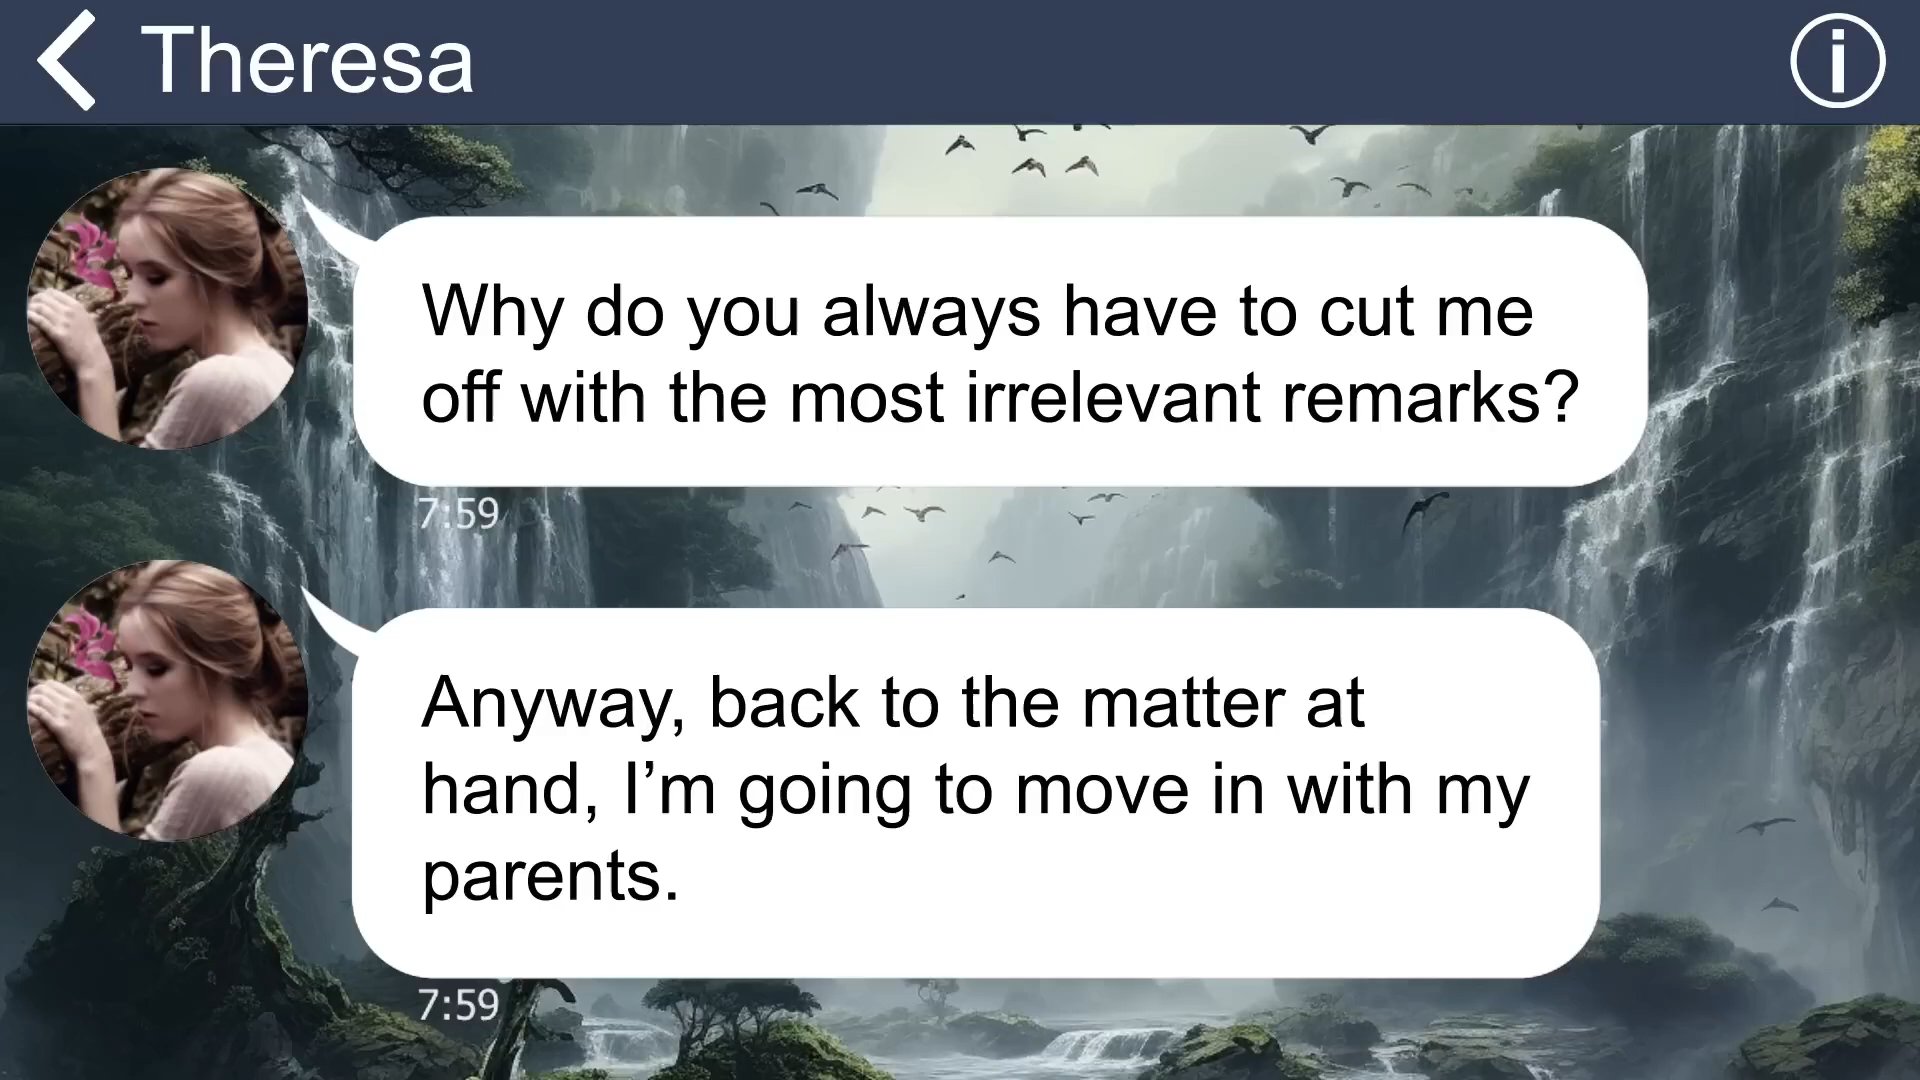 Theresa
Why do you always have to cut me
off with the most irrelevant remarks?
7:59
Anyway, back to the matter at
hand, I’m going to move in with my
parents.
7:59